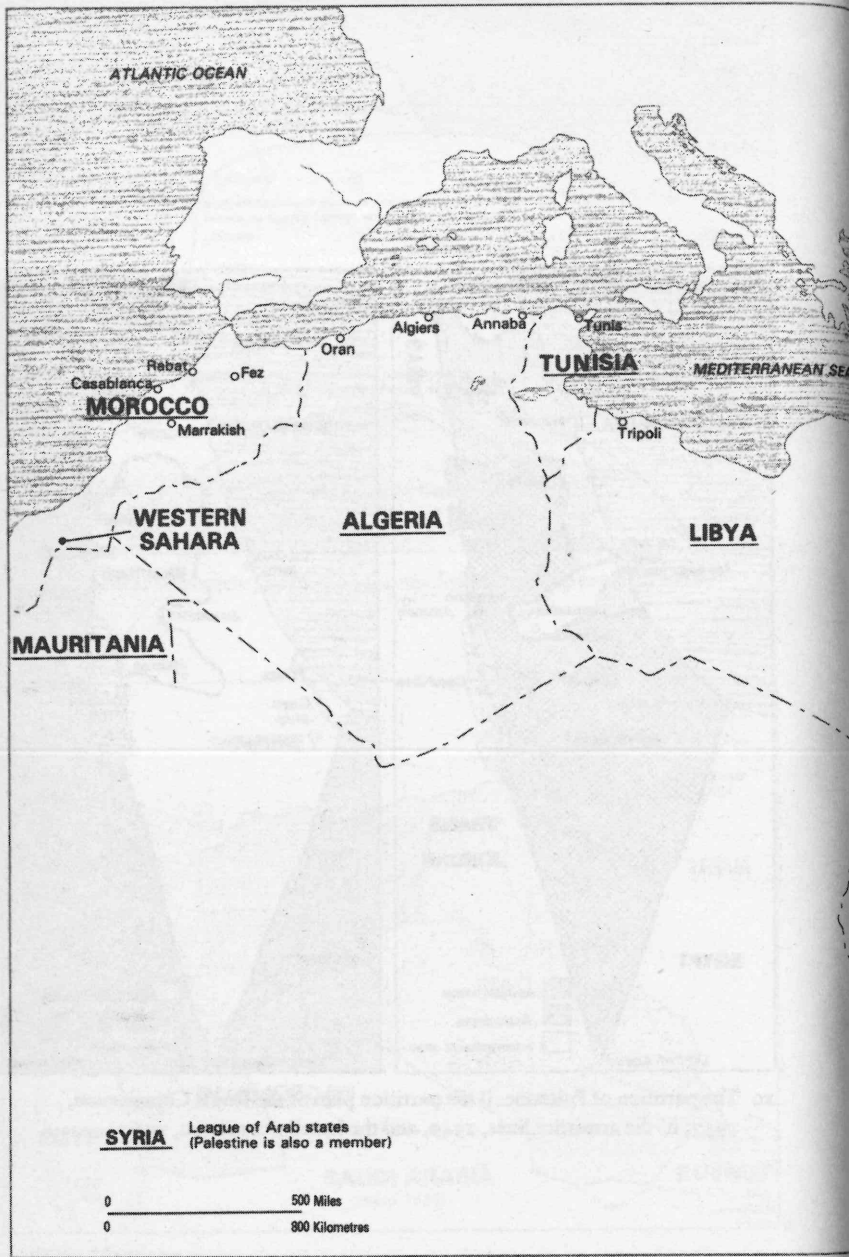 ATLANTIC OCEAN
Algiers
Annaba
Tunis
Oran
Rabat
Fez
TUNISIA
Casablanca
MEDITERRANEAN SEA
MOROCCO
Marrakish
Tripoli
WESTERN
SAHARA
ALGERIA
LIBYA
MAURITANIA
SYRIA League of Arab states
(Palestine is also a member)
0 500 Miles
0 800 Kilometres